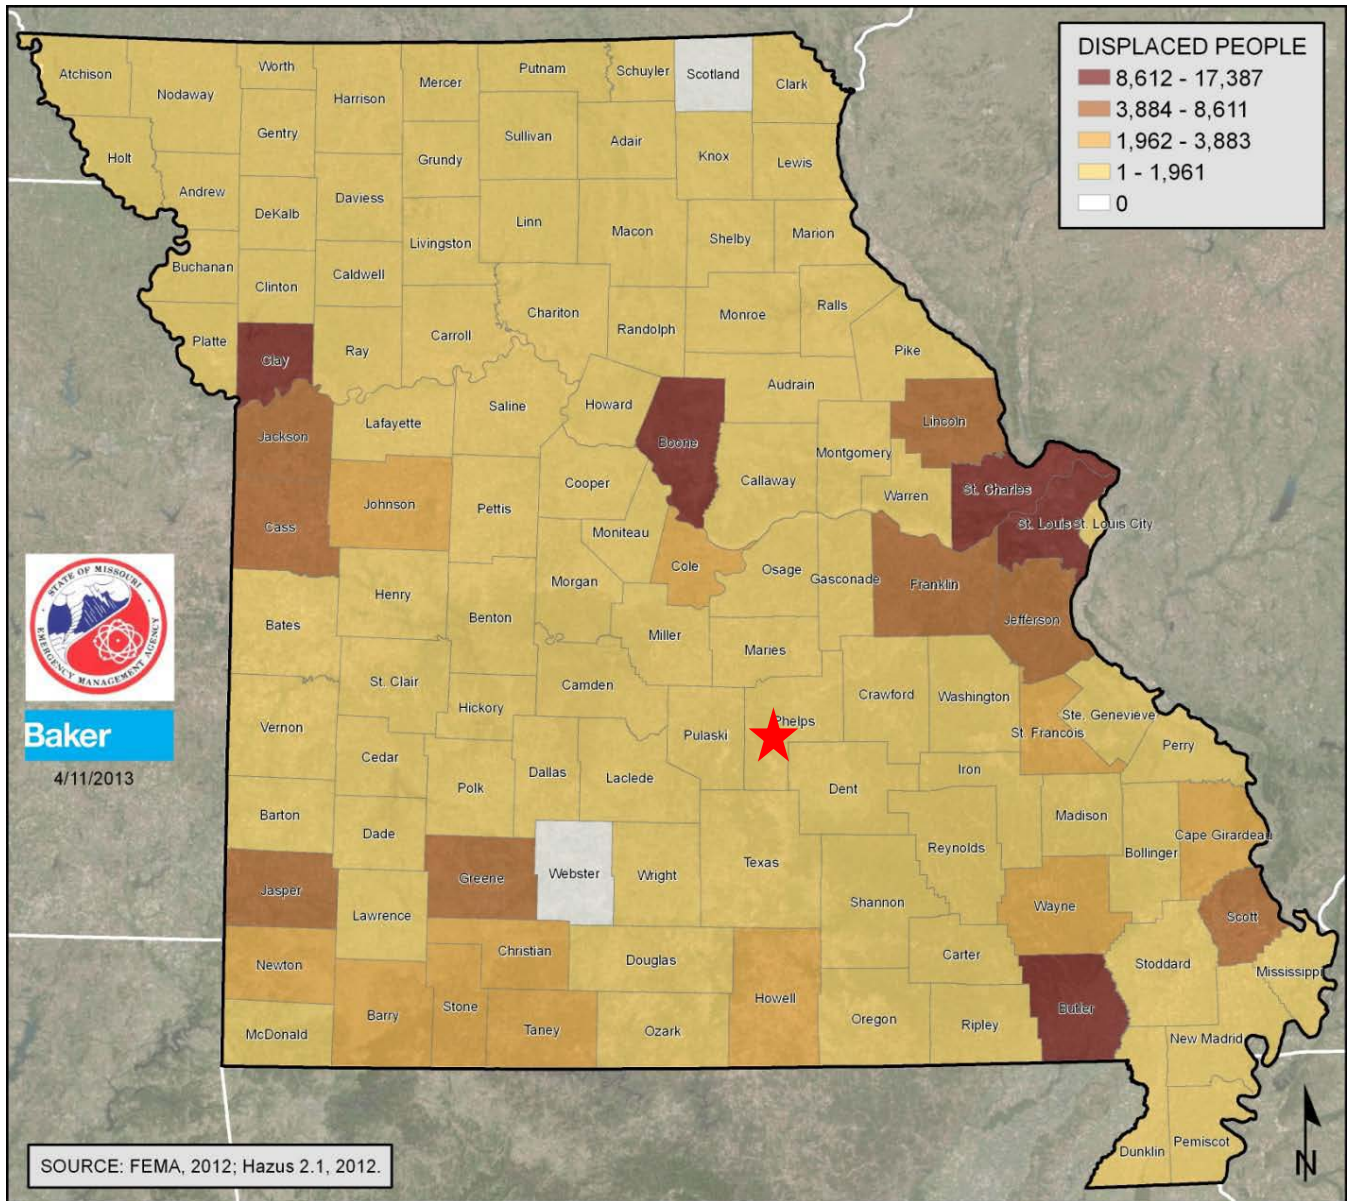 DISPLACED PEOPLE
8,612 - 17,387
3,884 - 8,611
1,962 - 3,883
1 - 1,961
0
Atchison
Nodaway
Worth
Harrison
Mercer
Putnam
Schuyler
Scotland
Clark
Gentry
Sullivan
Adair
Knox
Lewis
Holt
Andrew
DeKalb
Daviess
Grundy
Linn
Macon
Shelby
Marion
Livingston
Buchanan
Clinton
Caldwell
Chariton
Randolph
Monroe
Ralls
Platte
Clay
Ray
Carroll
Pike
Audrain
Saline
Howard
Boone
Lincoln
Jackson
Lafayette
Callaway
Montgomery
Warren
St. Charles
Cooper
Cass
Johnson
Pettis
Moniteau
St. Louis
St. Louis City
Morgan
Cole
Osage
Gasconade
Franklin
Jefferson
Henry
Benton
Bates
Miller
Maries
St. Clair
Camden
Hickory
Crawford
Washington
Ste. Genevieve
St. Francois
Perry
Vernon
Cedar
Pulaski
Phelps
Polk
Dallas
Laclede
Dent
Iron
Barton
Dade
Madison
Bollinger
Cape Girardeau
Jasper
Greene
Webster
Wright
Texas
Reynolds
Shannon
Wayne
Scott
Lawrence
Newton
Christian
Douglas
Carter
Stoddard
Mississippi
McDonald
Barry
Stone
Taney
Ozark
Howell
Oregon
Ripley
Butler
New Madrid
Dunklin
Pemiscot
STATE OF MISSOURI
EMERGENCY MANAGEMENT AGENCY
Baker
4/11/2013
SOURCE: FEMA, 2012; Hazus 2.1, 2012.
N